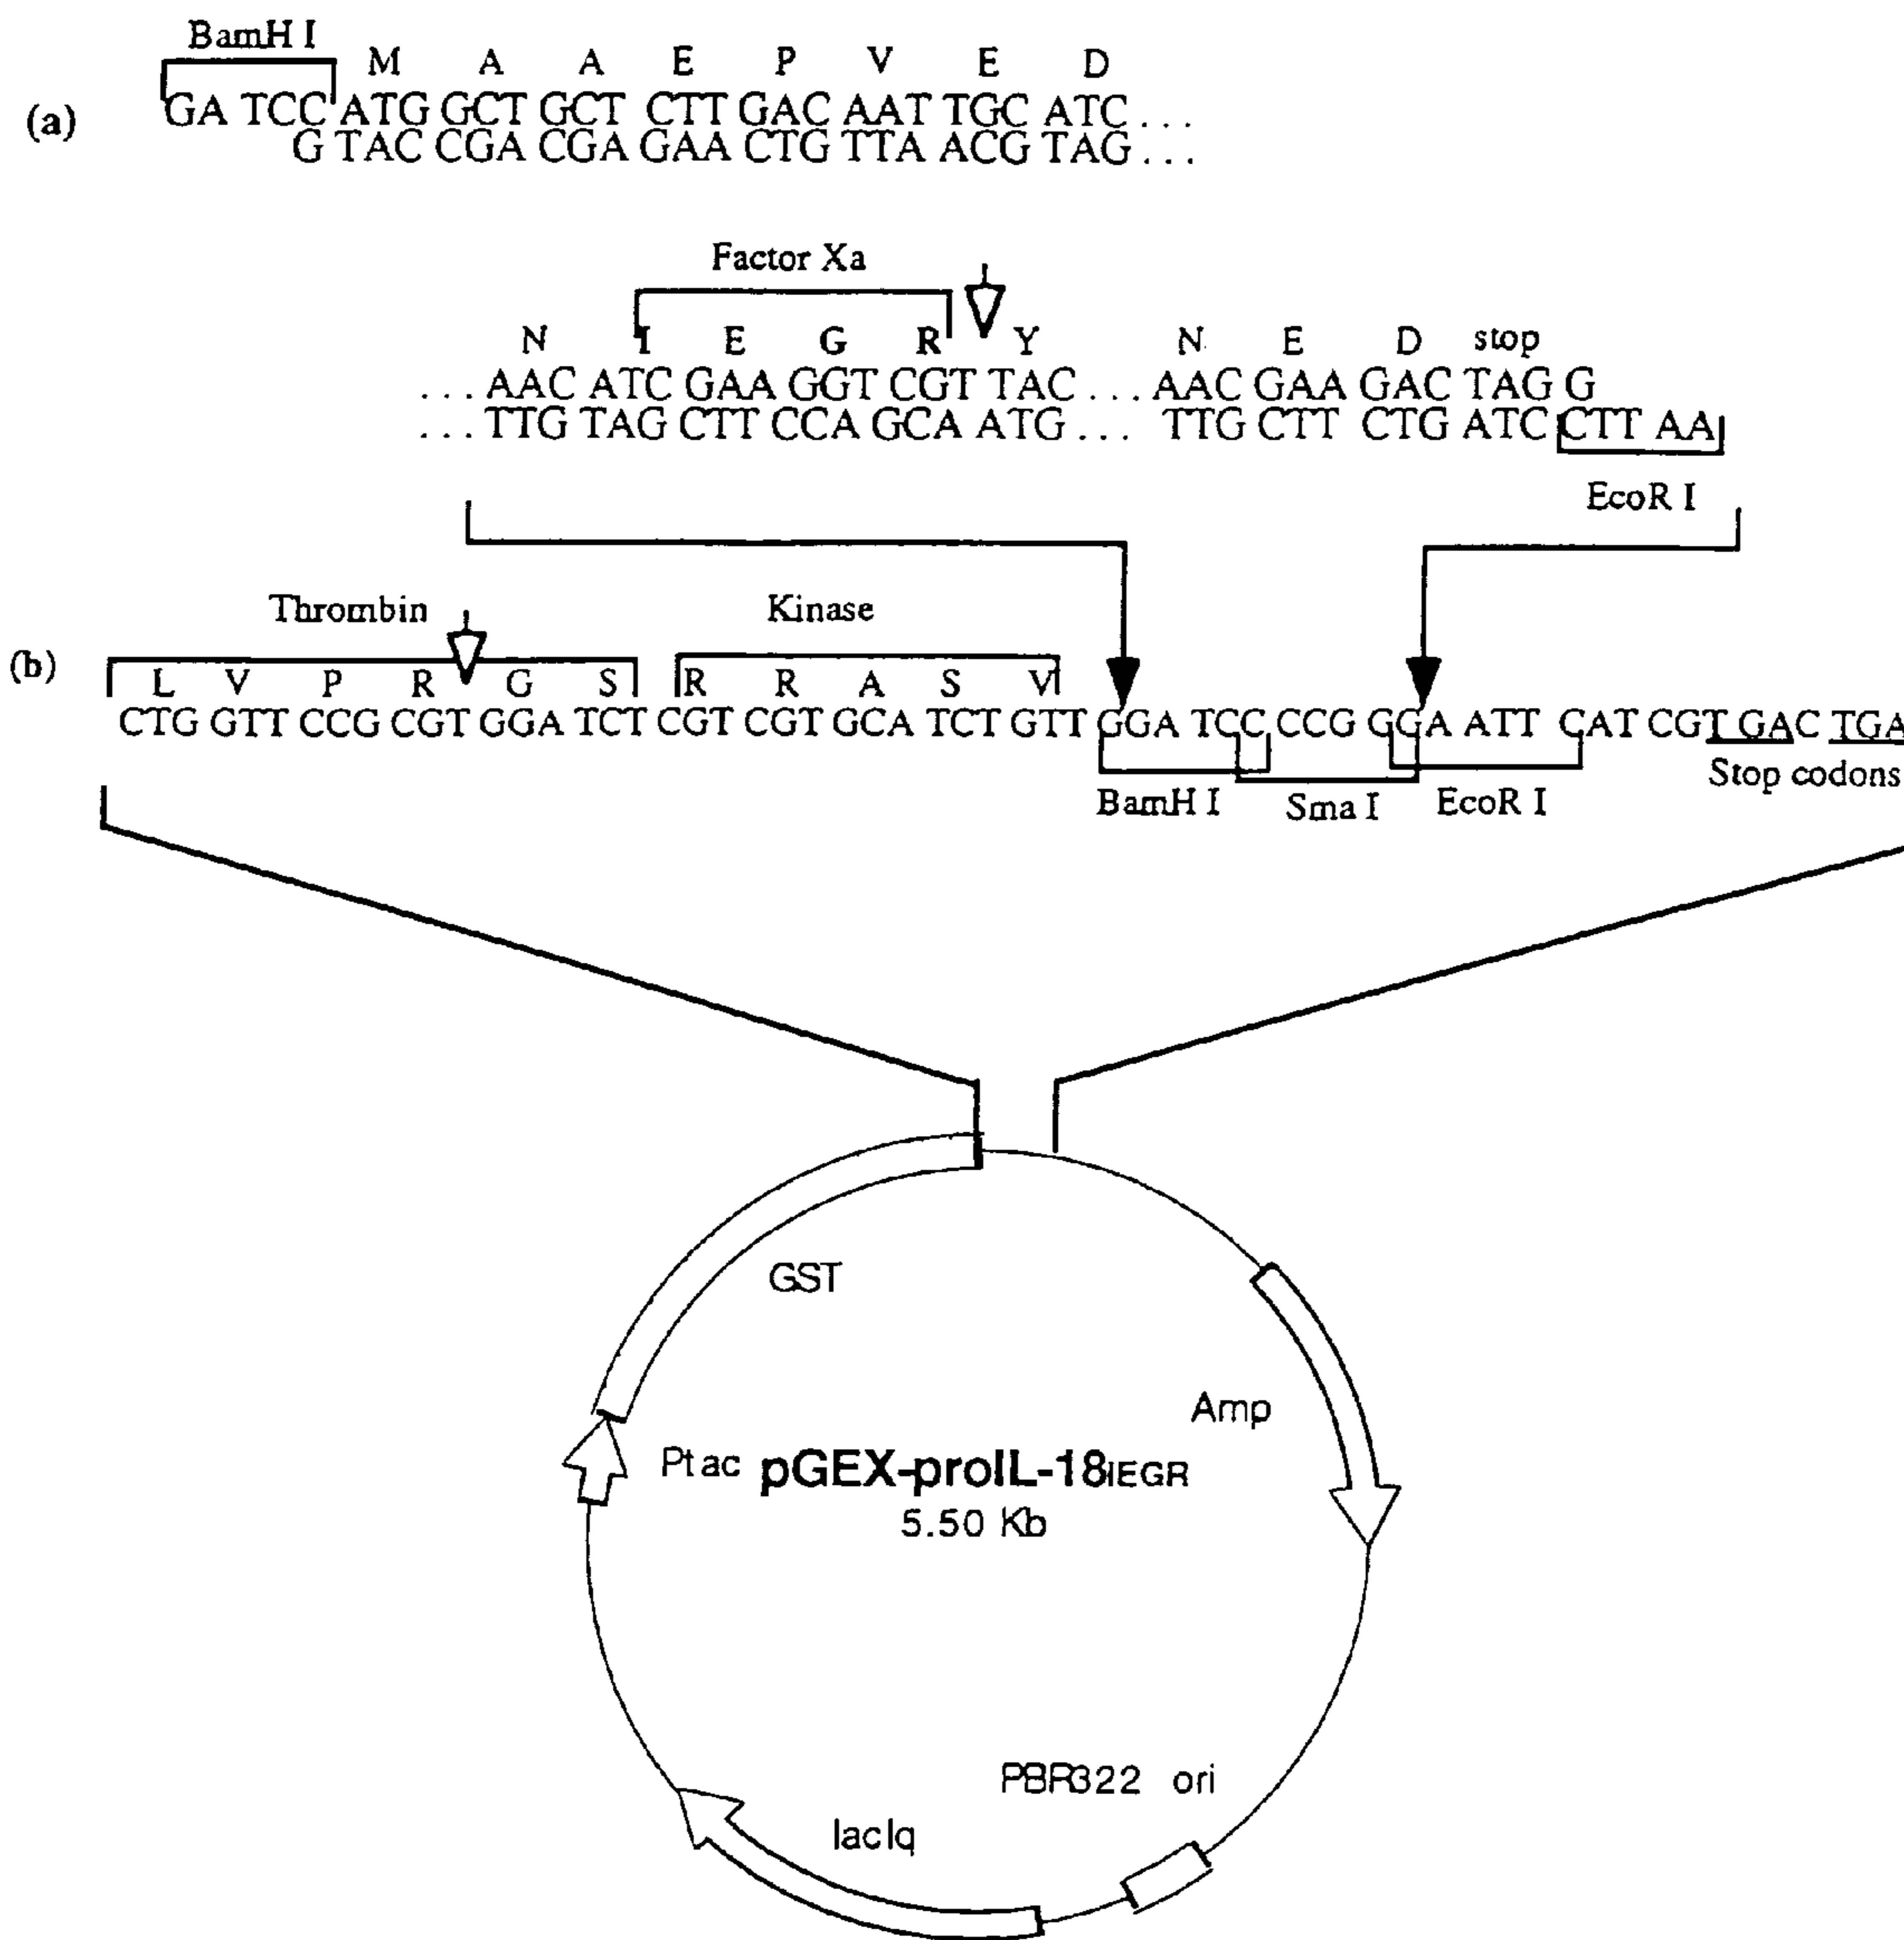 BamH I
M A A E P V E D
(a)
GA TCC ATG GCT GCT CTT GAC AAT TGC ATC...
G TAC CGA CGA GAA CTG TTA ACG TAG...
Factor Xa
N I E G R Y N E D stop
...AAC ATC GAA GGT CGT TAC...AAC GAA GAC TAG G
...TTG TAG CTT CCA GCA ATG... TTG CTT CTG ATC CTT AA
EcoR I
Thrombin Kinase
(b)
L V P R G S R R A S V
CTG GTT CCG CGT GGA TCT CGT CGT GCA TCT GTT GGA TCC CCG GGA ATT CAT CGT GAC TGA
BamH I Sma I EcoR I Stop codons
GST
Amp
Ptac pGEX-proIL-18IEGR
5.50 Kb
PBR322 ori
lacIq